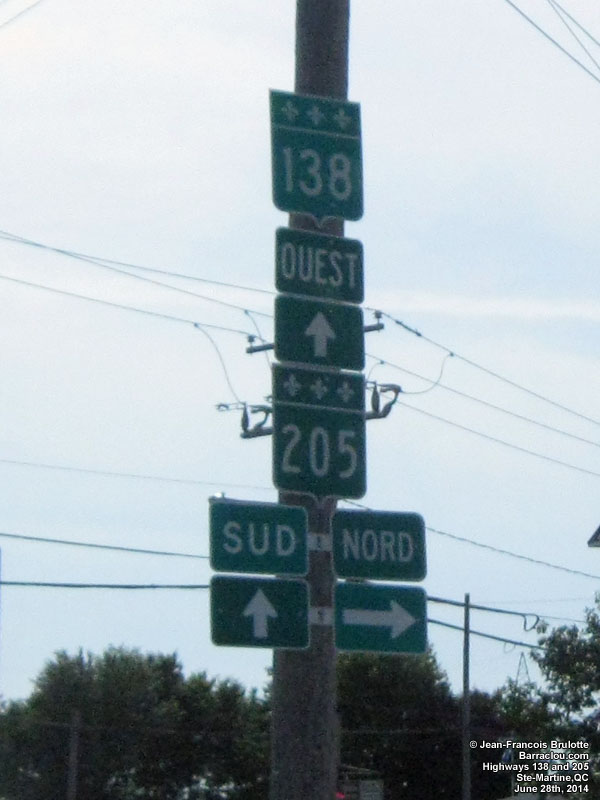 138
OUEST
205
SUD NORD
© Jean-Francois Brulotte
Barraclou.com
Highways 138 and 205
Ste-Martine,QC
June 28th, 2014